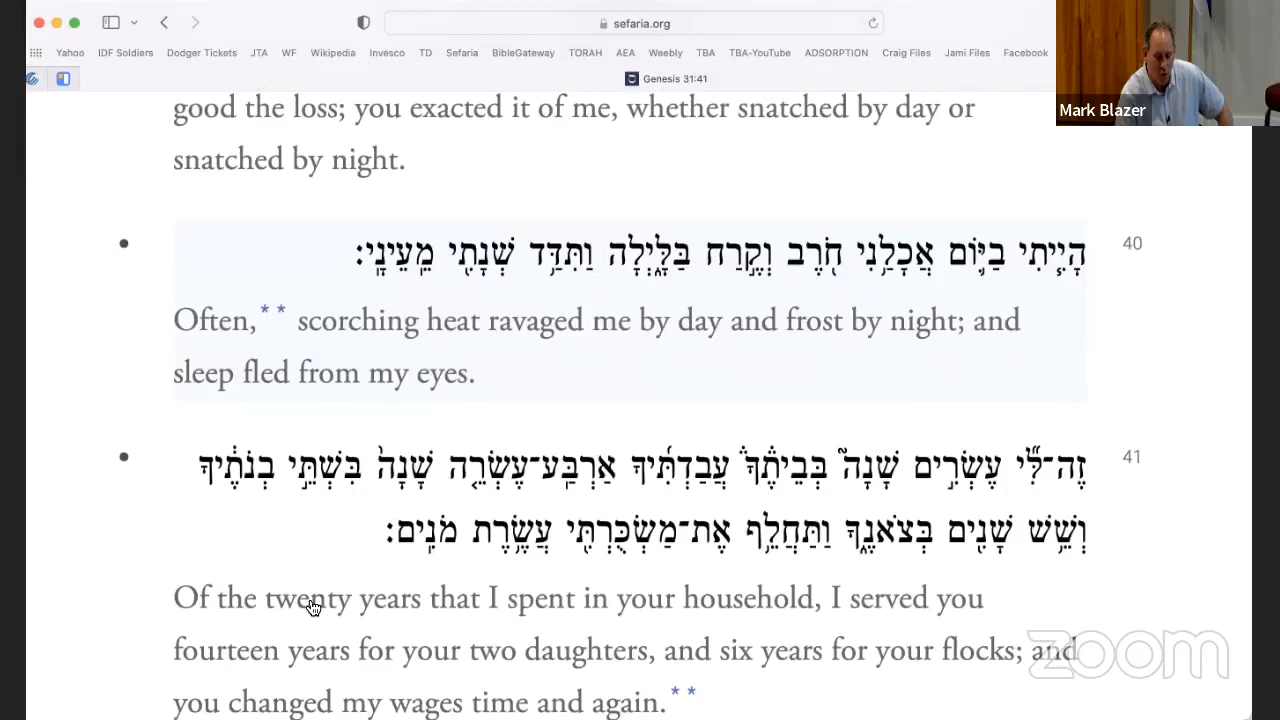 sefaria.org
Yahoo IDF Soldiers Dodger Tickets JTA WF Wikipedia Invesco TD Sefaria BibleGateway TORAH AEA Weebly TBA TBA-YouTube ADSORPTION Craig Files Jami Files Facebook
Genesis 31:41
Mark Blazer
good the loss; you exacted it of me, whether snatched by day or
snatched by night.
40
הָיִ֧יתִי בַיּ֛וֹם אֲכָלַ֥נִי חֹ֖רֶב וְקֶ֣רַח בַּלָּ֑יְלָה וַתִּדַּ֥ד שְׁנָתִ֖י מֵֽעֵינָֽי׃
Often,* * scorching heat ravaged me by day and frost by night; and
sleep fled from my eyes.
41
זֶה־לִּ֞י עֶשְׂרִ֣ים שָׁנָה֮ בְּבֵיתֶ֒ךָ֒ עֲבַדְתִּ֜יךָ אַרְבַּֽע־עֶשְׂרֵ֤ה שָׁנָה֙ בִּשְׁתֵּ֣י בְנֹתֶ֔יךָ
וְשֵׁ֥שׁ שָׁנִ֖ים בְּצֹאנֶ֑ךָ וַתַּחֲלֵ֥ף אֶת־מַשְׂכֻּרְתִּ֖י עֲשֶׂ֥רֶת מֹנִֽים׃
Of the twenty years that I spent in your household, I served you
fourteen years for your two daughters, and six years for your flocks; and
you changed my wages time and again.* *
zoom